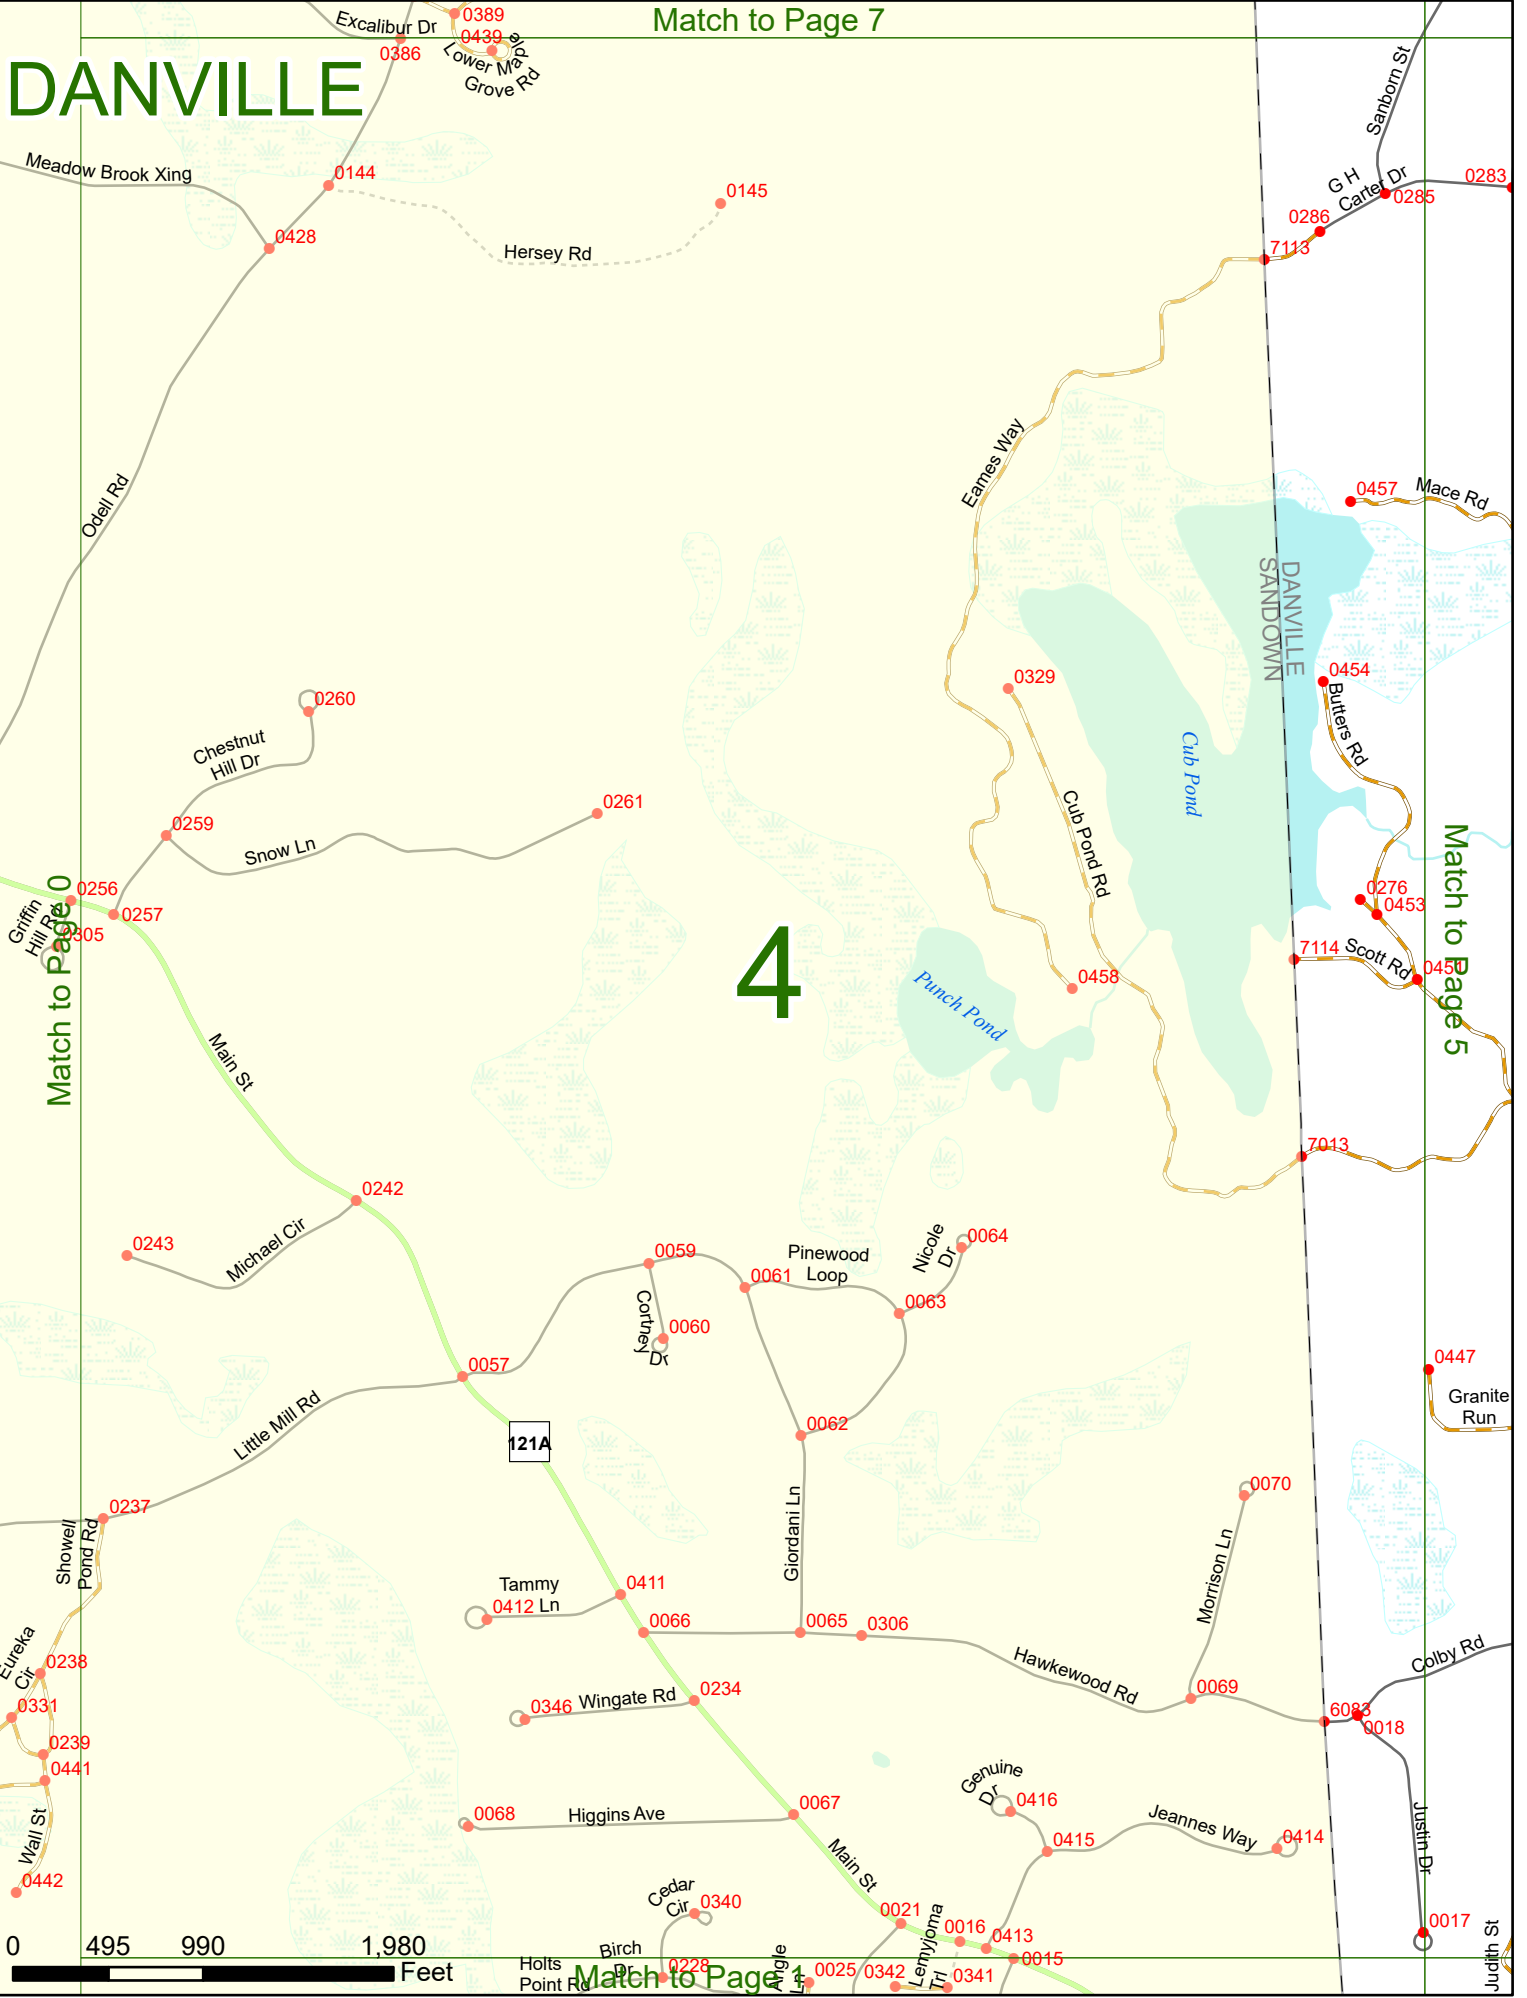 Match to Page 7
Excalibur Dr
0389
0439
0386
Lower Maple
Grove Rd
DANVILLE
Sanborn St
Meadow Brook Xing
0144
0145
0428
Hersey Rd
G H
Carter Dr
0283
0285
0286
7113
Odell Rd
Eames Way
0457
Mace Rd
DANVILLE
SANDOWN
0260
Chestnut
Hill Dr
0329
0454
Butters Rd
Cub Pond
0259
Snow Ln
0261
Cub Pond Rd
Match to Page 5
0256
0257
Griffin
Hill Rd
0305
Match to Page 0
4
0276
0453
7114
Scott Rd
0451
Punch Pond
0458
Main St
7013
0242
0243
Michael Cir
0059
Cortney Dr
0060
0061
Pinewood
Loop
Nicole
Dr
0064
0063
0057
Little Mill Rd
121A
0062
0447
Granite
Run
0237
Showell
Pond Rd
Giordani Ln
0070
Morrison Ln
Tammy
Ln
0412
0411
0066
0065
0306
Hawkewood Rd
0069
Colby Rd
Eureka
Cir
0238
0331
0346
Wingate Rd
0234
6083
0018
0239
0441
Wall St
0442
0068
Higgins Ave
0067
Genuine
Dr
0416
0415
Jeannes Way
0414
Justin Dr
Main St
Cedar
Cir
0340
0021
0016
0413
0015
0017
Lemyjoma
Trl
Judith St
0
495
990
1,980
Feet
Holts
Point Rd
Birch
Dr
0228
Match to Page 1
Angle
Ln
0025
0342
0341